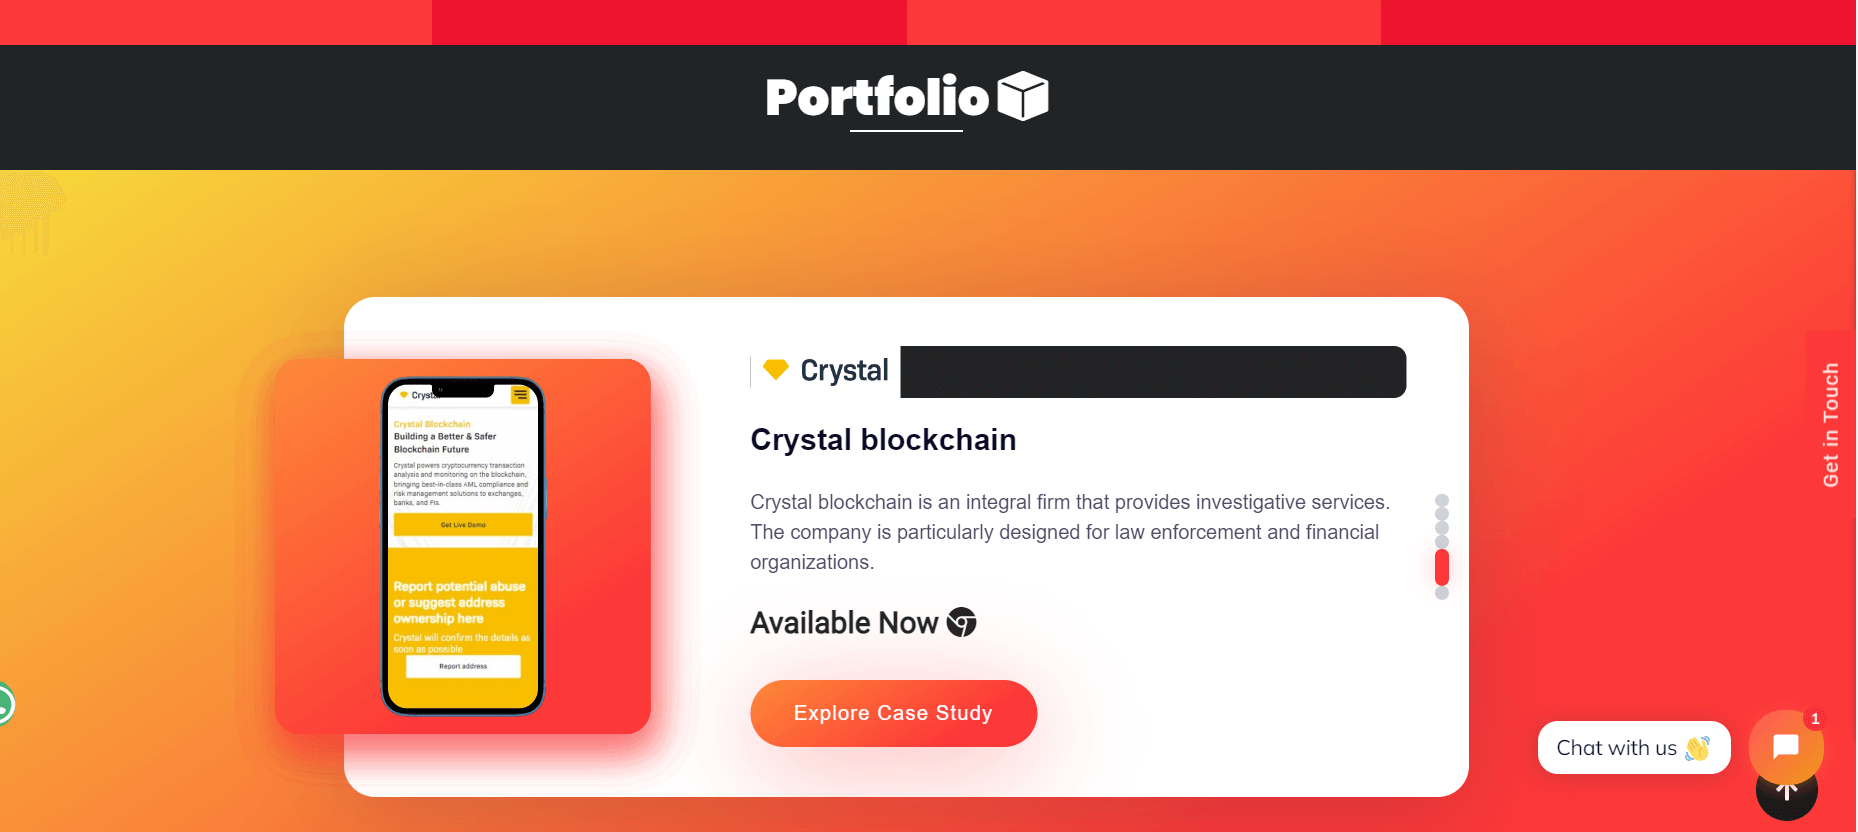 Portfolio
Crystal
Crystal blockchain
Crystal blockchain is an integral firm that provides investigative services.
The company is particularly designed for law enforcement and financial
organizations.
Available Now
Explore Case Study
Crystal
Crystal Blockchain
Building a Better & Safer
Blockchain Future
Crystal powers cryptocurrency transaction
analysis and monitoring on the blockchain,
bringing best-in-class AML compliance and
risk management solutions to exchanges,
banks, and FIs.
Get Live Demo
Report potential abuse
or suggest address
ownership here
Crystal will confirm the details as
soon as possible
Report address
Get in Touch
Chat with us 👋
1